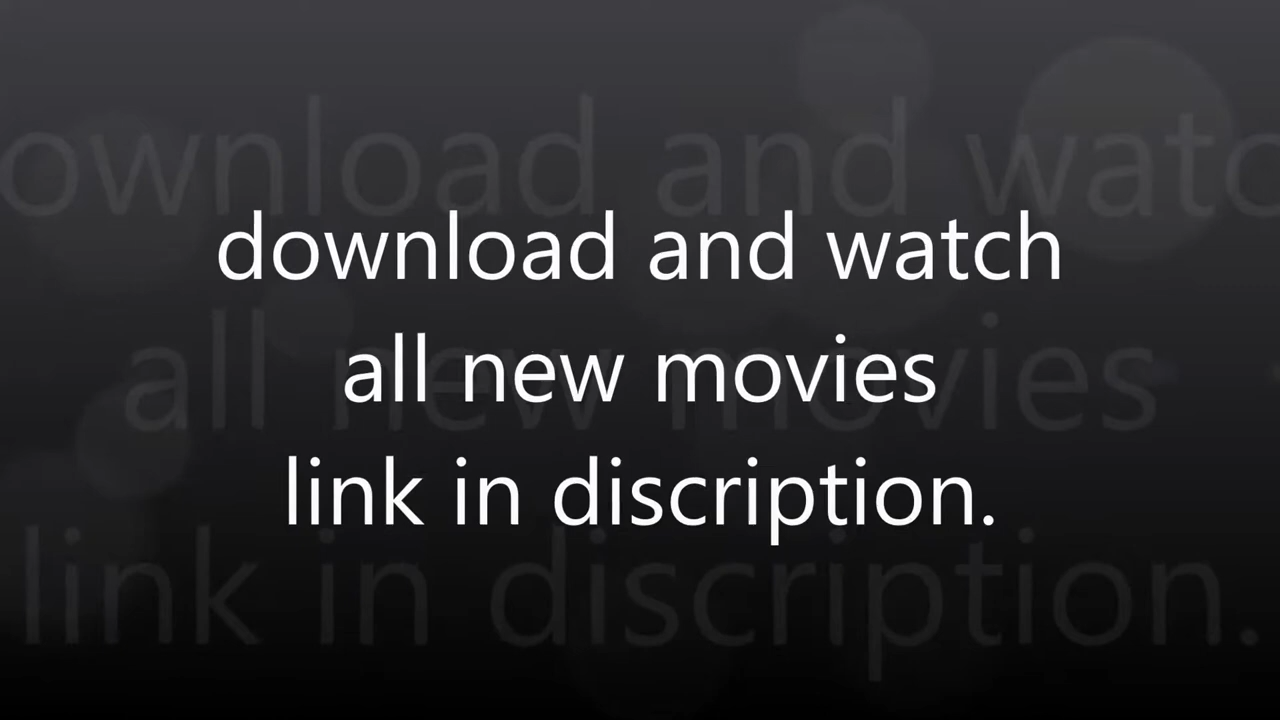 download and watch
all new movies
link in discription.